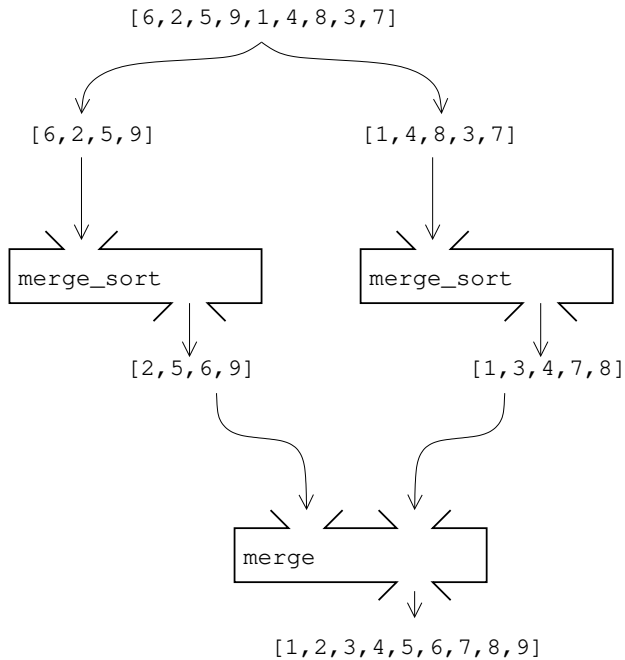 [6,2,5,9,1,4,8,3,7]
[6,2,5,9]
[1,4,8,3,7]
merge_sort
merge_sort
[2,5,6,9]
[1,3,4,7,8]
merge
[1,2,3,4,5,6,7,8,9]